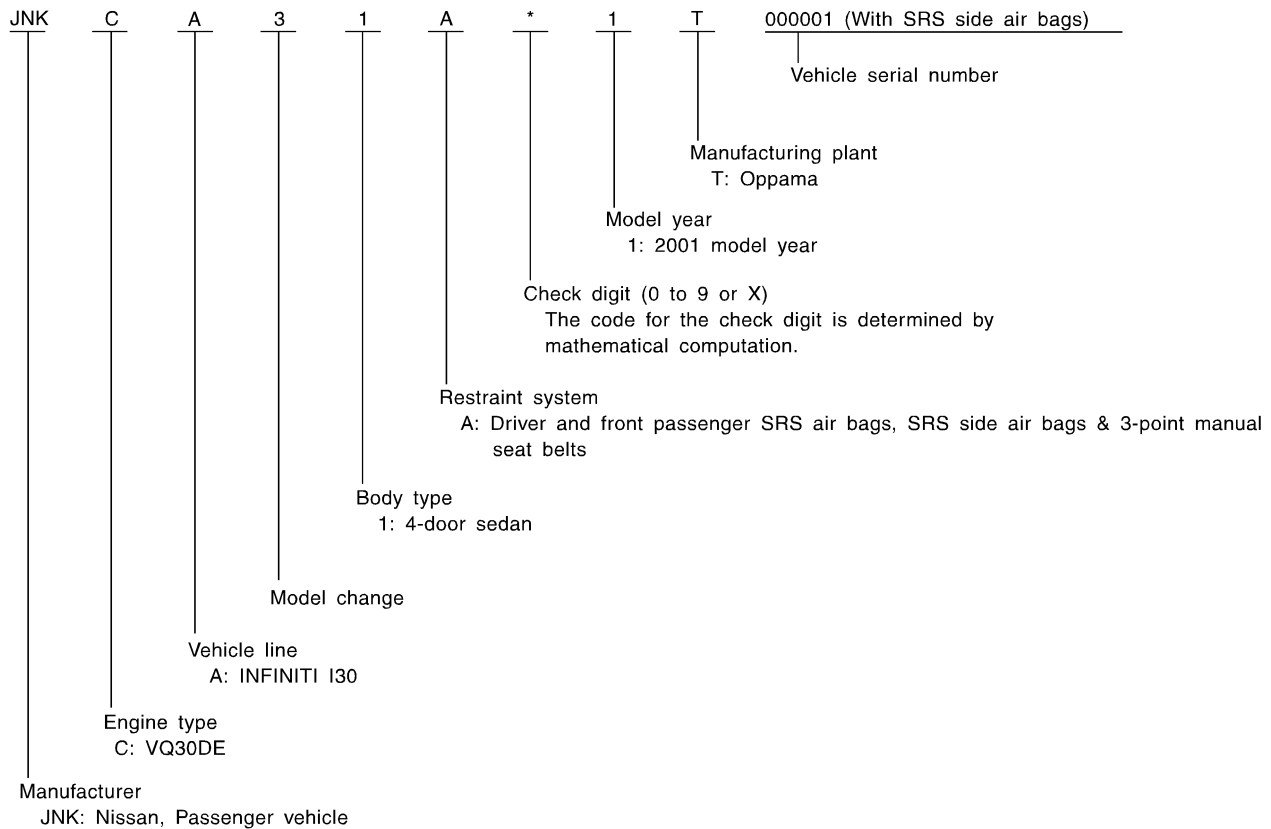 JNK C A 3 1 A * 1 T 000001 (With SRS side air bags)
Vehicle serial number
Manufacturing plant
T: Oppama
Model year
1: 2001 model year
Check digit (0 to 9 or X)
The code for the check digit is determined by
mathematical computation.
Restraint system
A: Driver and front passenger SRS air bags, SRS side air bags & 3-point manual
seat belts
Body type
1: 4-door sedan
Model change
Vehicle line
A: INFINITI I30
Engine type
C: VQ30DE
Manufacturer
JNK: Nissan, Passenger vehicle